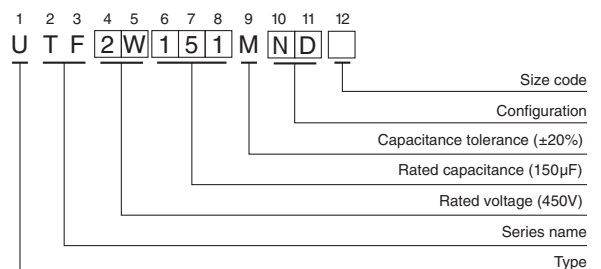 1 2 3 4 5 6 7 8 9 10 11 12
U T F 2 W 1 5 1 M N D
Size code
Configuration
Capacitance tolerance (±20%)
Rated capacitance (150µF)
Rated voltage (450V)
Series name
Type